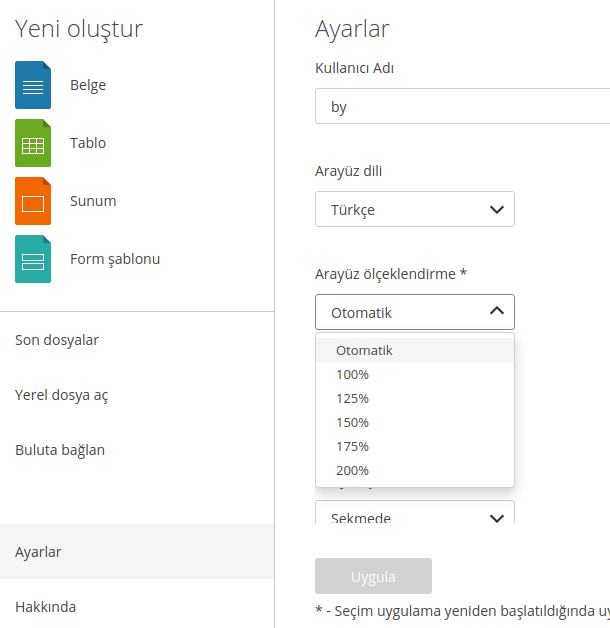 Yeni oluştur
Belge
Tablo
Sunum
Form şablonu
Son dosyalar
Yerel dosya aç
Buluta bağlan
Ayarlar
Hakkında
Ayarlar
Kullanıcı Adı
by
Arayüz dili
Türkçe
Arayüz ölçeklendirme *
Otomatik
Otomatik
100%
125%
150%
175%
200%
Sekmede
Uygula
* - Seçim uygulama yeniden başlatıldığında